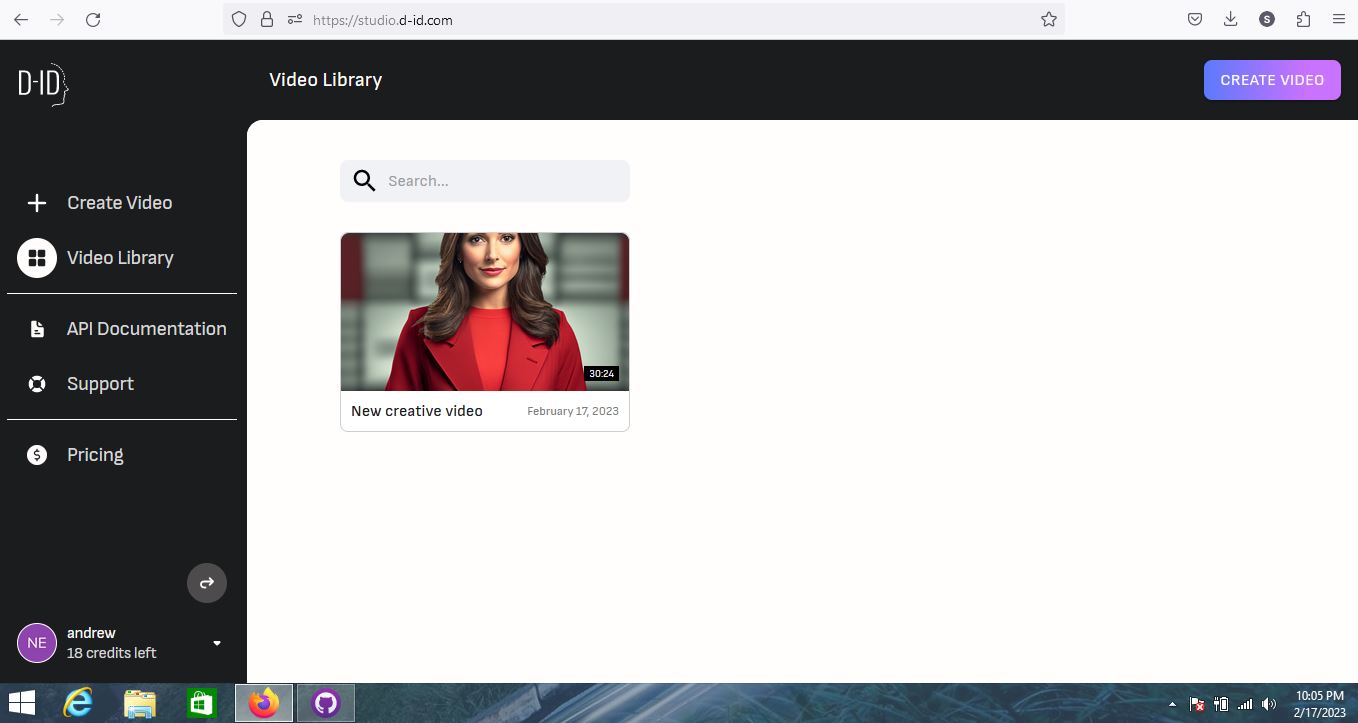 https://studio.d-id.com
S
D-ID
Video Library
CREATE VIDEO
Create Video
Video Library
API Documentation
Support
$ Pricing
Search...
30:24
New creative video February 17, 2023
NE
andrew
18 credits left
10:05 PM
2/17/2023